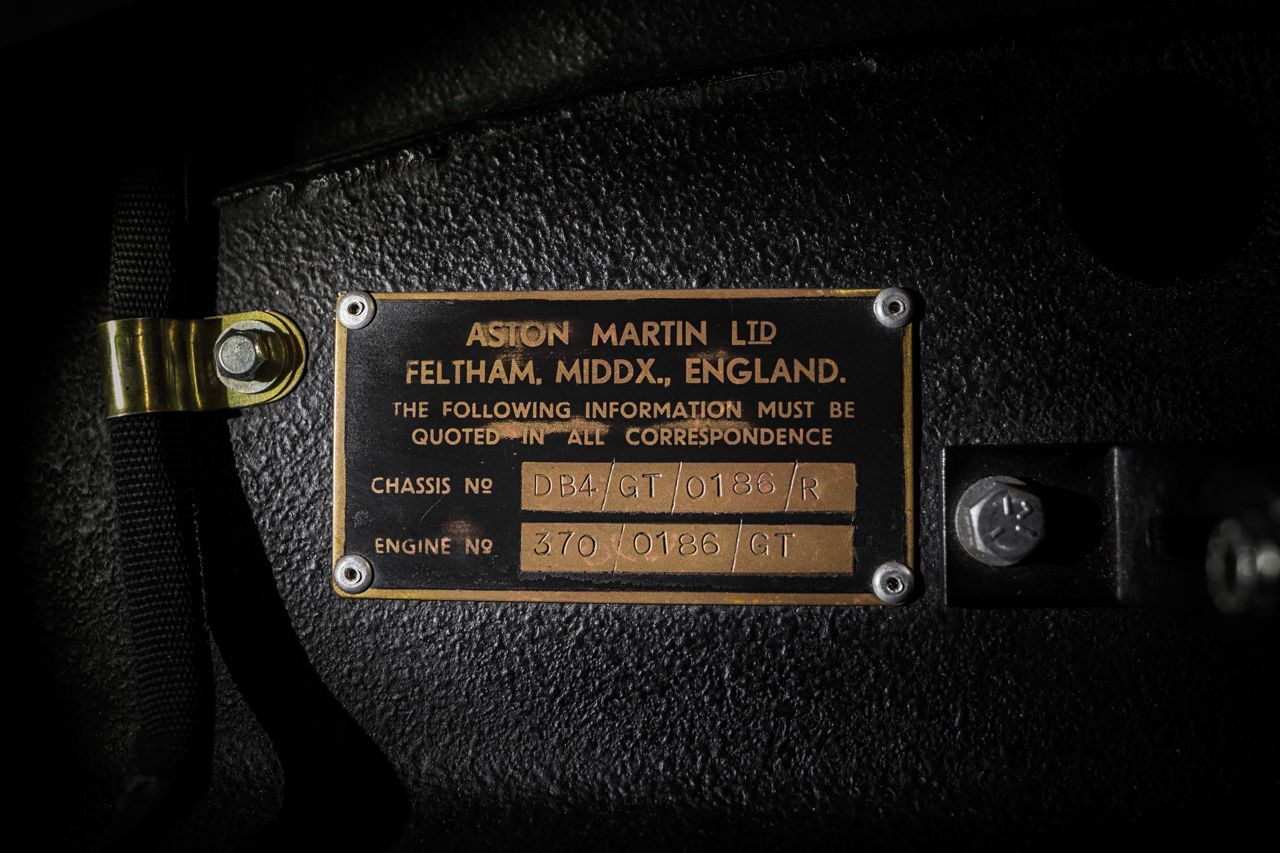 ASTON MARTIN LTD
FELTHAM, MIDDX., ENGLAND.
THE FOLLOWING INFORMATION MUST BE
QUOTED IN ALL CORRESPONDENCE
CHASSIS Nº DB4/GT/0186/R
ENGINE Nº 370/0186/GT